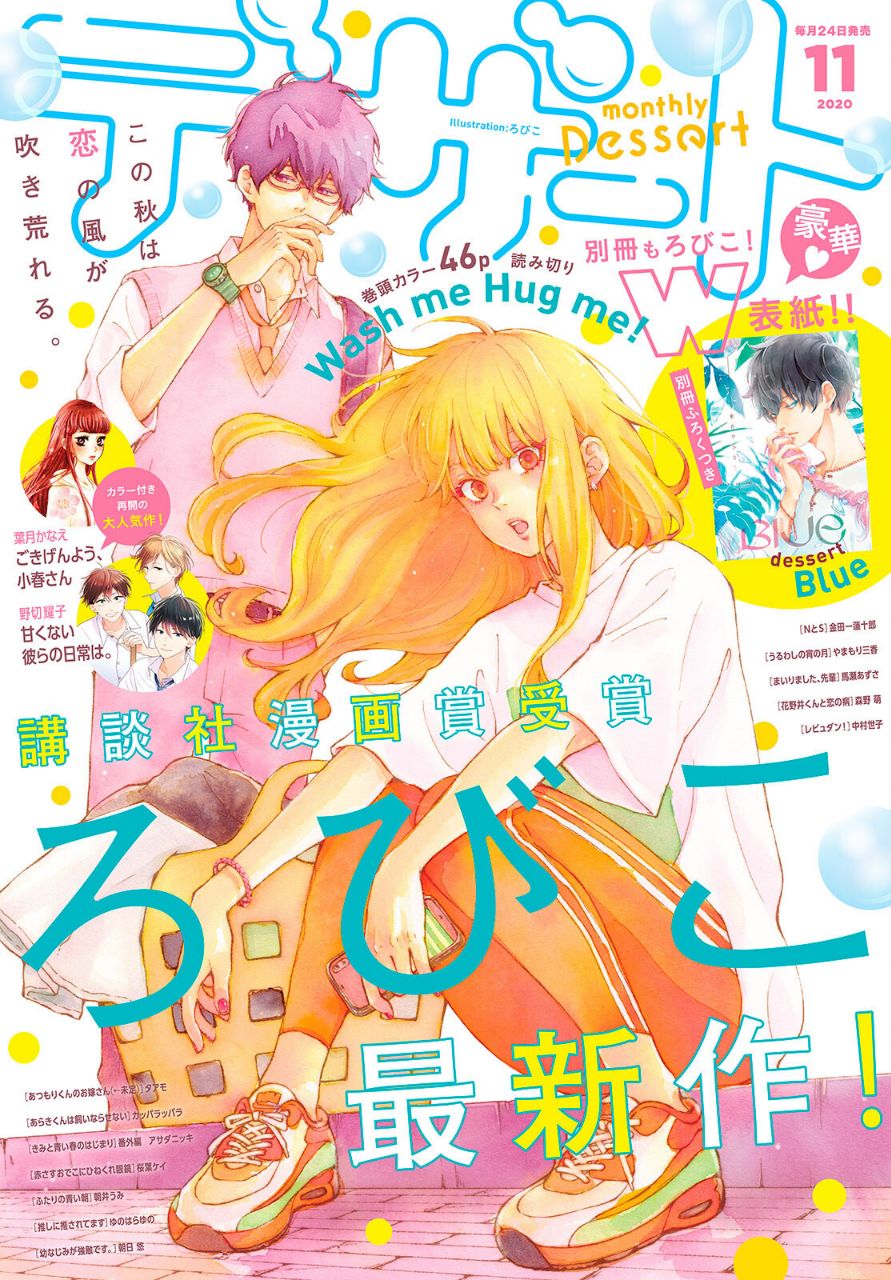 デザート
monthly
Dessert
Illustration:ろびこ
毎月24日発売
11
2020
この秋は
恋の風が
吹き荒れる。
巻頭カラー46p 読み切り
Wash me Hug me!
別冊もろびこ!
W
豪華
表紙!!
別冊ふろくつき
Blue
dessert
Blue
カラー付き
再開の
大人気作!
葉月かなえ
ごきげんよう、
小春さん
野切耀子
甘くない
彼らの日常は。
[NとS]金田一蓮十郎
[うるわしの宵の月]やまもり三香
[まいりました、先輩]馬瀬あずさ
[花野井くんと恋の病]森野 萌
[レビュダン!]中村世子
講談社漫画賞受賞
ろびこ
最新作!
[あつもりくんのお嫁さん(←未定)]タアモ
[あらきくんは飼いならせない]カッパラッパラ
[きみと青い春のはじまり]番外編 アサダニッキ
[赤さすおでこにひねくれ眼鏡]桜葉ケイ
[ふたりの青い朝]朝井うみ
[推しに推されてます]ゆのはらゆの
[幼なじみが強敵です。]朝日 悠